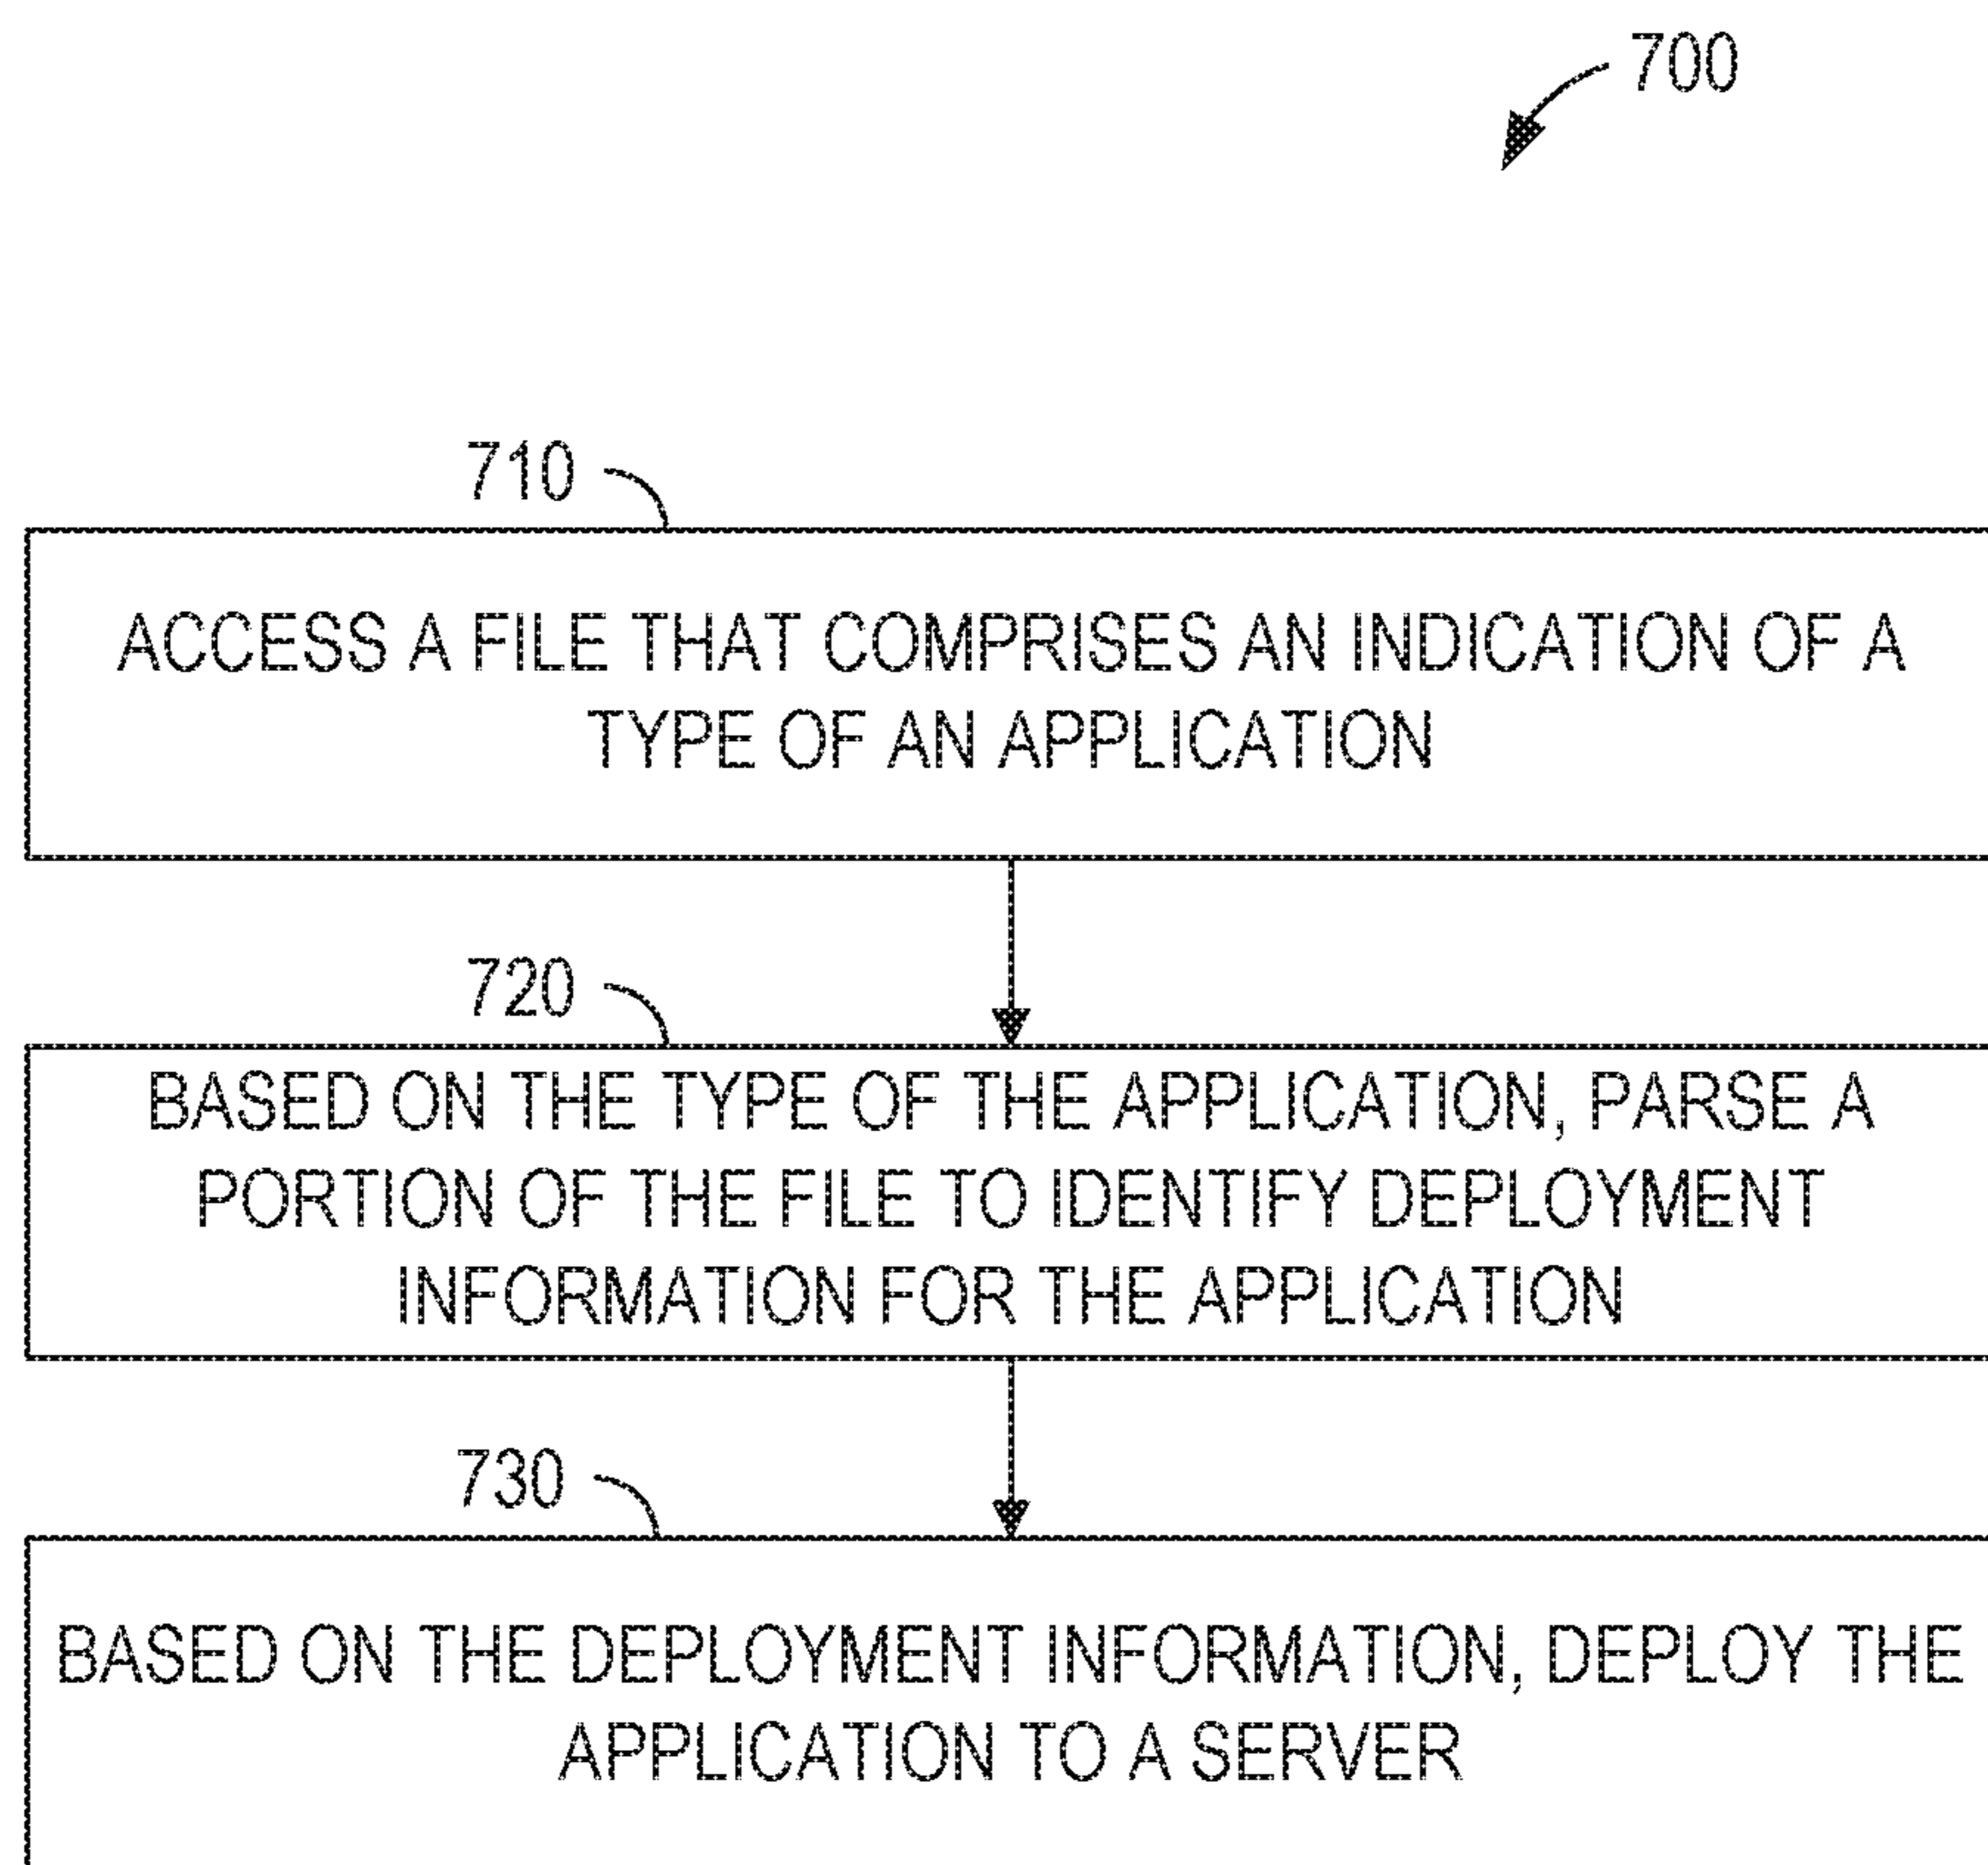 700
710
ACCESS A FILE THAT COMPRISES AN INDICATION OF A
TYPE OF AN APPLICATION
720
BASED ON THE TYPE OF THE APPLICATION, PARSE A
PORTION OF THE FILE TO IDENTIFY DEPLOYMENT
INFORMATION FOR THE APPLICATION
730
BASED ON THE DEPLOYMENT INFORMATION, DEPLOY THE
APPLICATION TO A SERVER